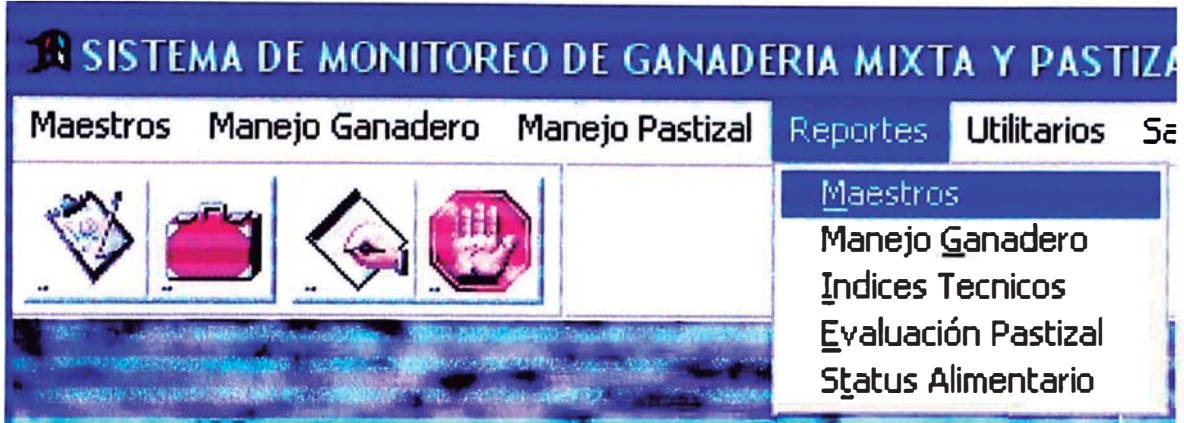 SISTEMA DE MONITOREO DE GANADERIA MIXTA Y PASTIZA
Maestros Manejo Ganadero Manejo Pastizal Reportes Utilitarios Sa
Maestros
Manejo Ganadero
Indices Tecnicos
Evaluación Pastizal
Status Alimentario